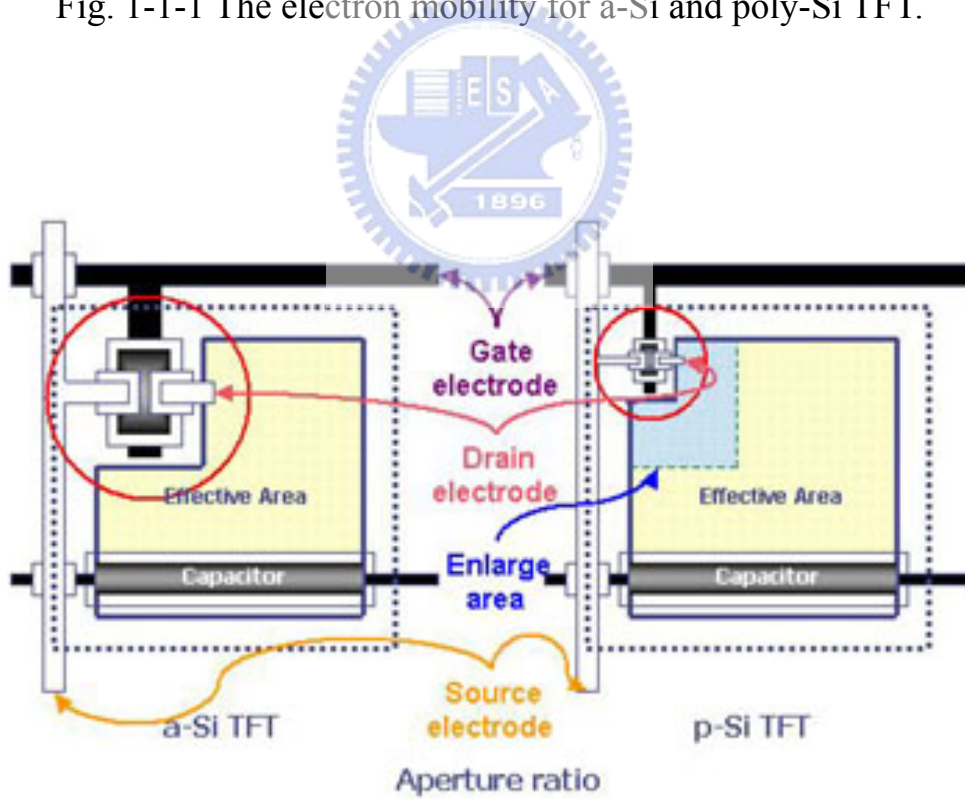 Fig. 1-1-1 The electron mobility for a-Si and poly-Si TFT.
E S A
1896
Gate
electrode
Drain
electrode
Effective Area
Effective Area
Enlarge
area
Capacitor
Capacitor
Source
electrode
a-Si TFT
p-Si TFT
Aperture ratio